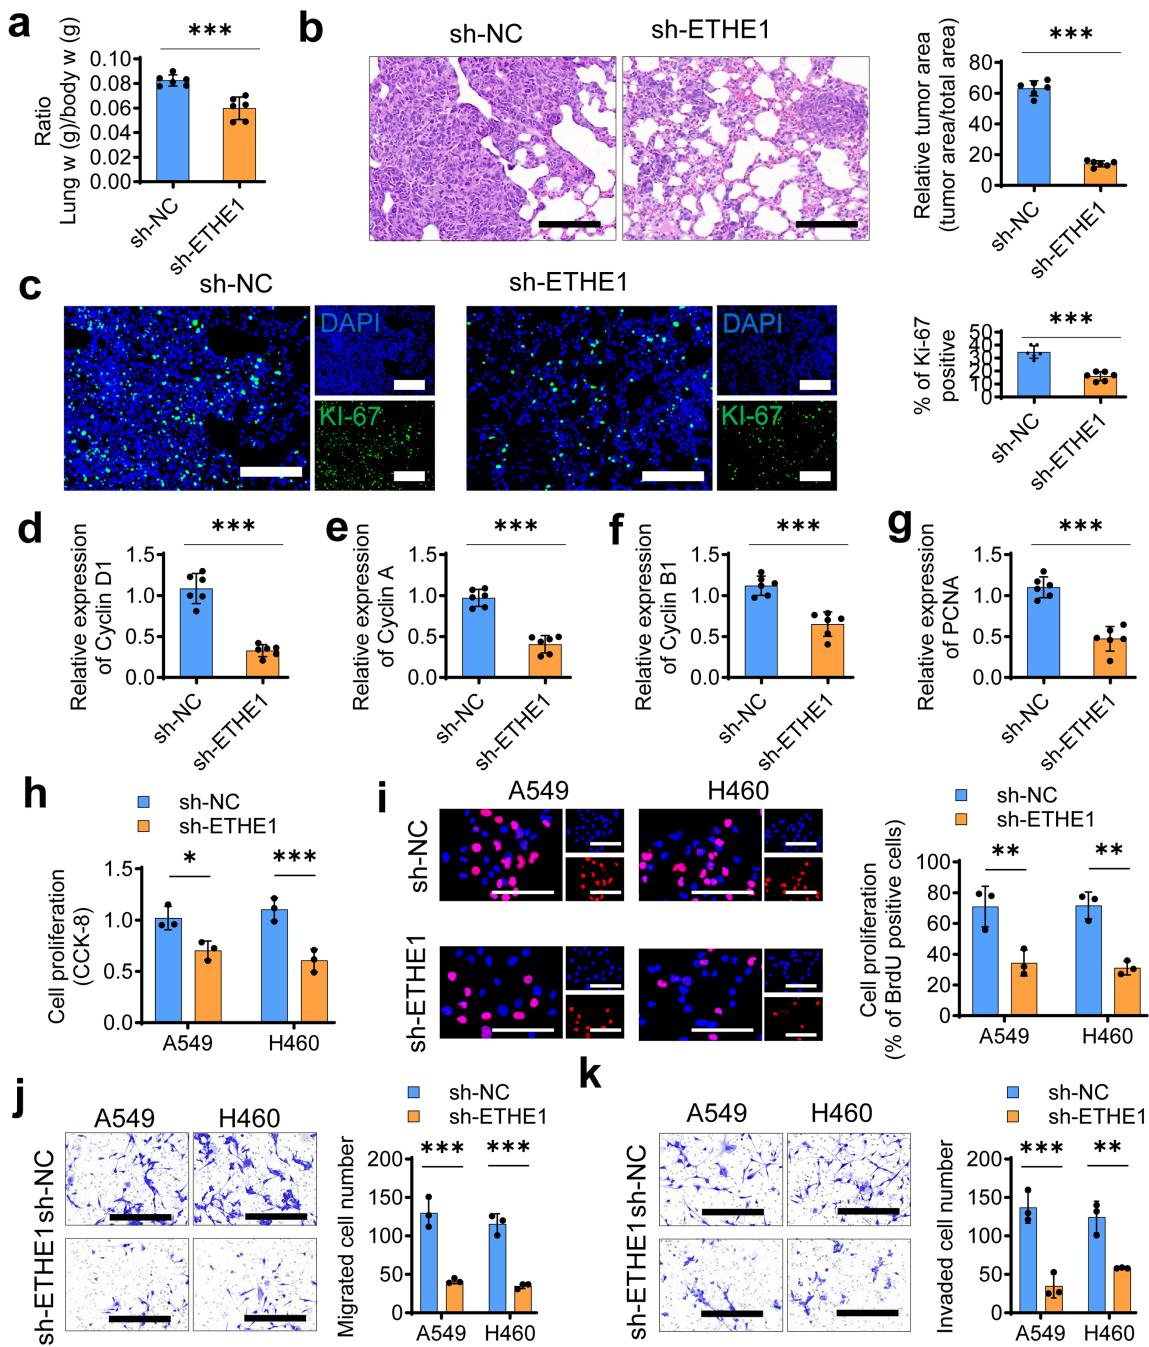 a
***
Ratio
Lung w (g)/body w (g)
0.10
0.08
0.06
0.04
0.02
0.00
sh-NC
sh-ETHE1
b
sh-NC
sh-ETHE1
***
Relative tumor area
(tumor area/total area)
80
60
40
20
0
sh-NC
sh-ETHE1
c
sh-NC
sh-ETHE1
DAPI
KI-67
DAPI
KI-67
***
% of Ki-67
positive
50
40
30
20
10
0
sh-NC
sh-ETHE1
d
***
Relative expression
of Cyclin D1
1.5
1.0
0.5
0.0
sh-NC
sh-ETHE1
e
***
Relative expression
of Cyclin A
1.5
1.0
0.5
0.0
sh-NC
sh-ETHE1
f
***
Relative expression
of Cyclin B1
1.5
1.0
0.5
0.0
sh-NC
sh-ETHE1
g
***
Relative expression
of PCNA
1.5
1.0
0.5
0.0
sh-NC
sh-ETHE1
h
sh-NC
sh-ETHE1
* ***
Cell proliferation
(CCK-8)
1.5
1.0
0.5
0.0
A549 H460
i
A549 H460
sh-NC
sh-ETHE1
sh-NC
sh-ETHE1
** **
Cell proliferation
(% of BrdU positive cells)
100
80
60
40
20
0
A549 H460
j
A549 H460
sh-NC
sh-ETHE1
sh-NC
sh-ETHE1
*** ***
Migrated cell number
200
150
100
50
0
A549 H460
k
A549 H460
sh-NC
sh-ETHE1
sh-NC
sh-ETHE1
*** **
Invaded cell number
200
150
100
50
0
A549 H460